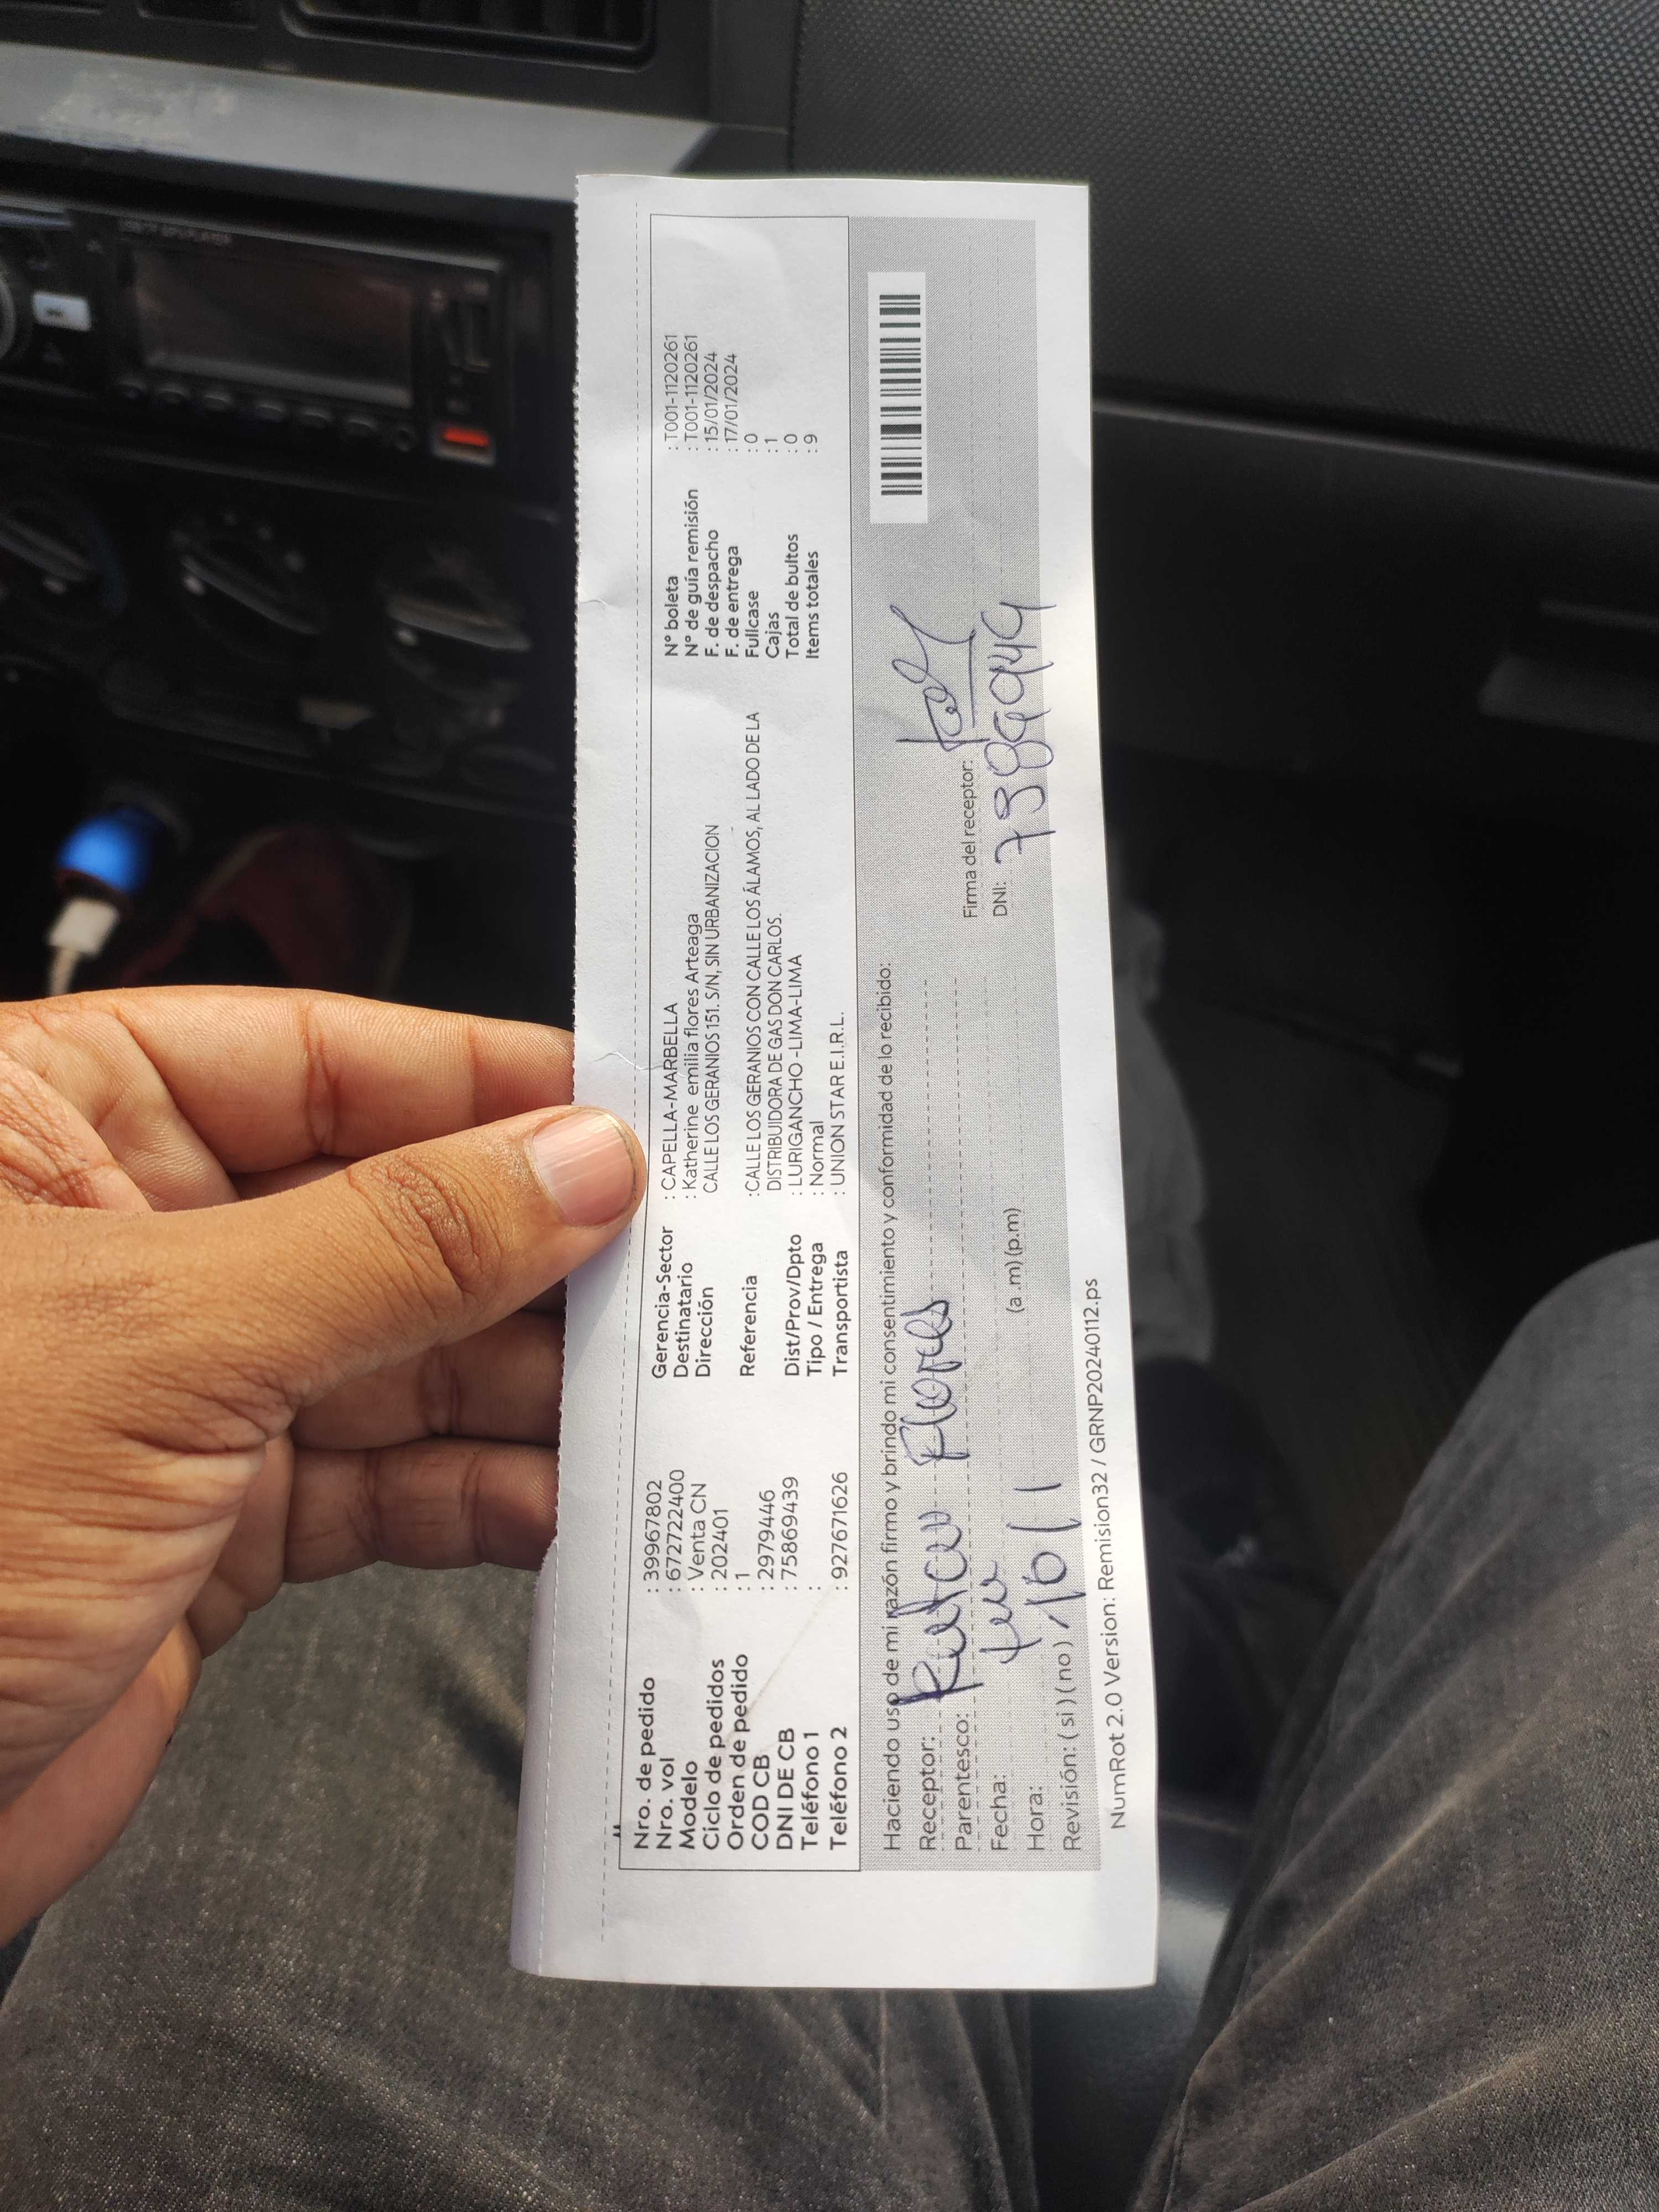 Nro. de pedido : 39967802
Nro. vol : 6727722400
Modelo : Venta CN
Ciclo de pedidos : 202401
Orden de pedido : 1
COD CB : 2979446
DNI DE CB : 75869439
Teléfono 1 :
Teléfono 2 : 927671626
Gerencia-Sector : CAPELLA-MARBELLA
Destinatario : Katherine emilia flores Arteaga
Dirección CALLE LOS GERANIOS 151. S/N, SIN URBANIZACION
Referencia :CALLE LOS GERANIOS CON CALLE LOS ÁLAMOS, AL LADO DE LA
DISTRIBUIDORA DE GAS DON CARLOS.
Dist/Prov/Dpto : LURIGANCHO -LIMA-LIMA
Tipo / Entrega : Normal
Transportista : UNION STAR E.I.R.L.
N° boleta : T001-1120261
N° de guía remisión : T001-1120261
F. de despacho : 15/01/2024
F. de entrega : 17/01/2024
Fullcase : 0
Cajas : 1
Total de bultos : 0
Items totales : 9
Haciendo uso de mi razón firmo y brindo mi consentimiento y conformidad de lo recibido:
Receptor: Flores
Parentesco:
Fecha:
Hora: (a .m) (p.m)
Revisión: ( si ) ( no )
Firma del receptor:
DNI:
NumRot 2.0 Version: Remision32 / GRNP20240112.ps